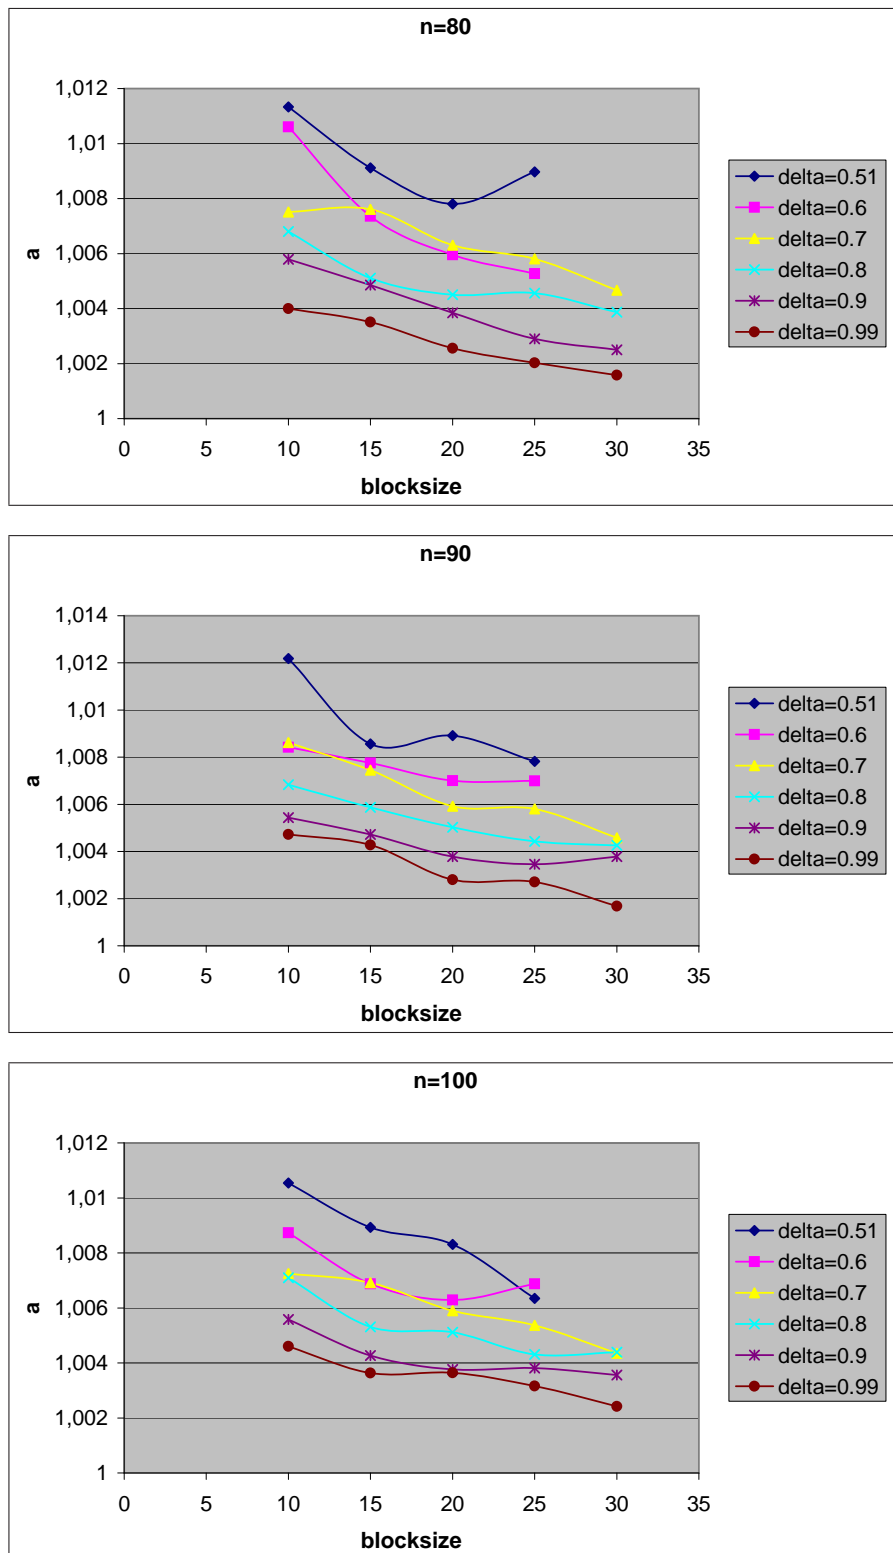 n=80
1,012
1,01
1,008
1,006
1,004
1,002
1
a
0 5 10 15 20 25 30 35
blocksize
delta=0.51
delta=0.6
delta=0.7
delta=0.8
delta=0.9
delta=0.99
n=90
1,014
1,012
1,01
1,008
1,006
1,004
1,002
1
a
0 5 10 15 20 25 30 35
blocksize
delta=0.51
delta=0.6
delta=0.7
delta=0.8
delta=0.9
delta=0.99
n=100
1,012
1,01
1,008
1,006
1,004
1,002
1
a
0 5 10 15 20 25 30 35
blocksize
delta=0.51
delta=0.6
delta=0.7
delta=0.8
delta=0.9
delta=0.99